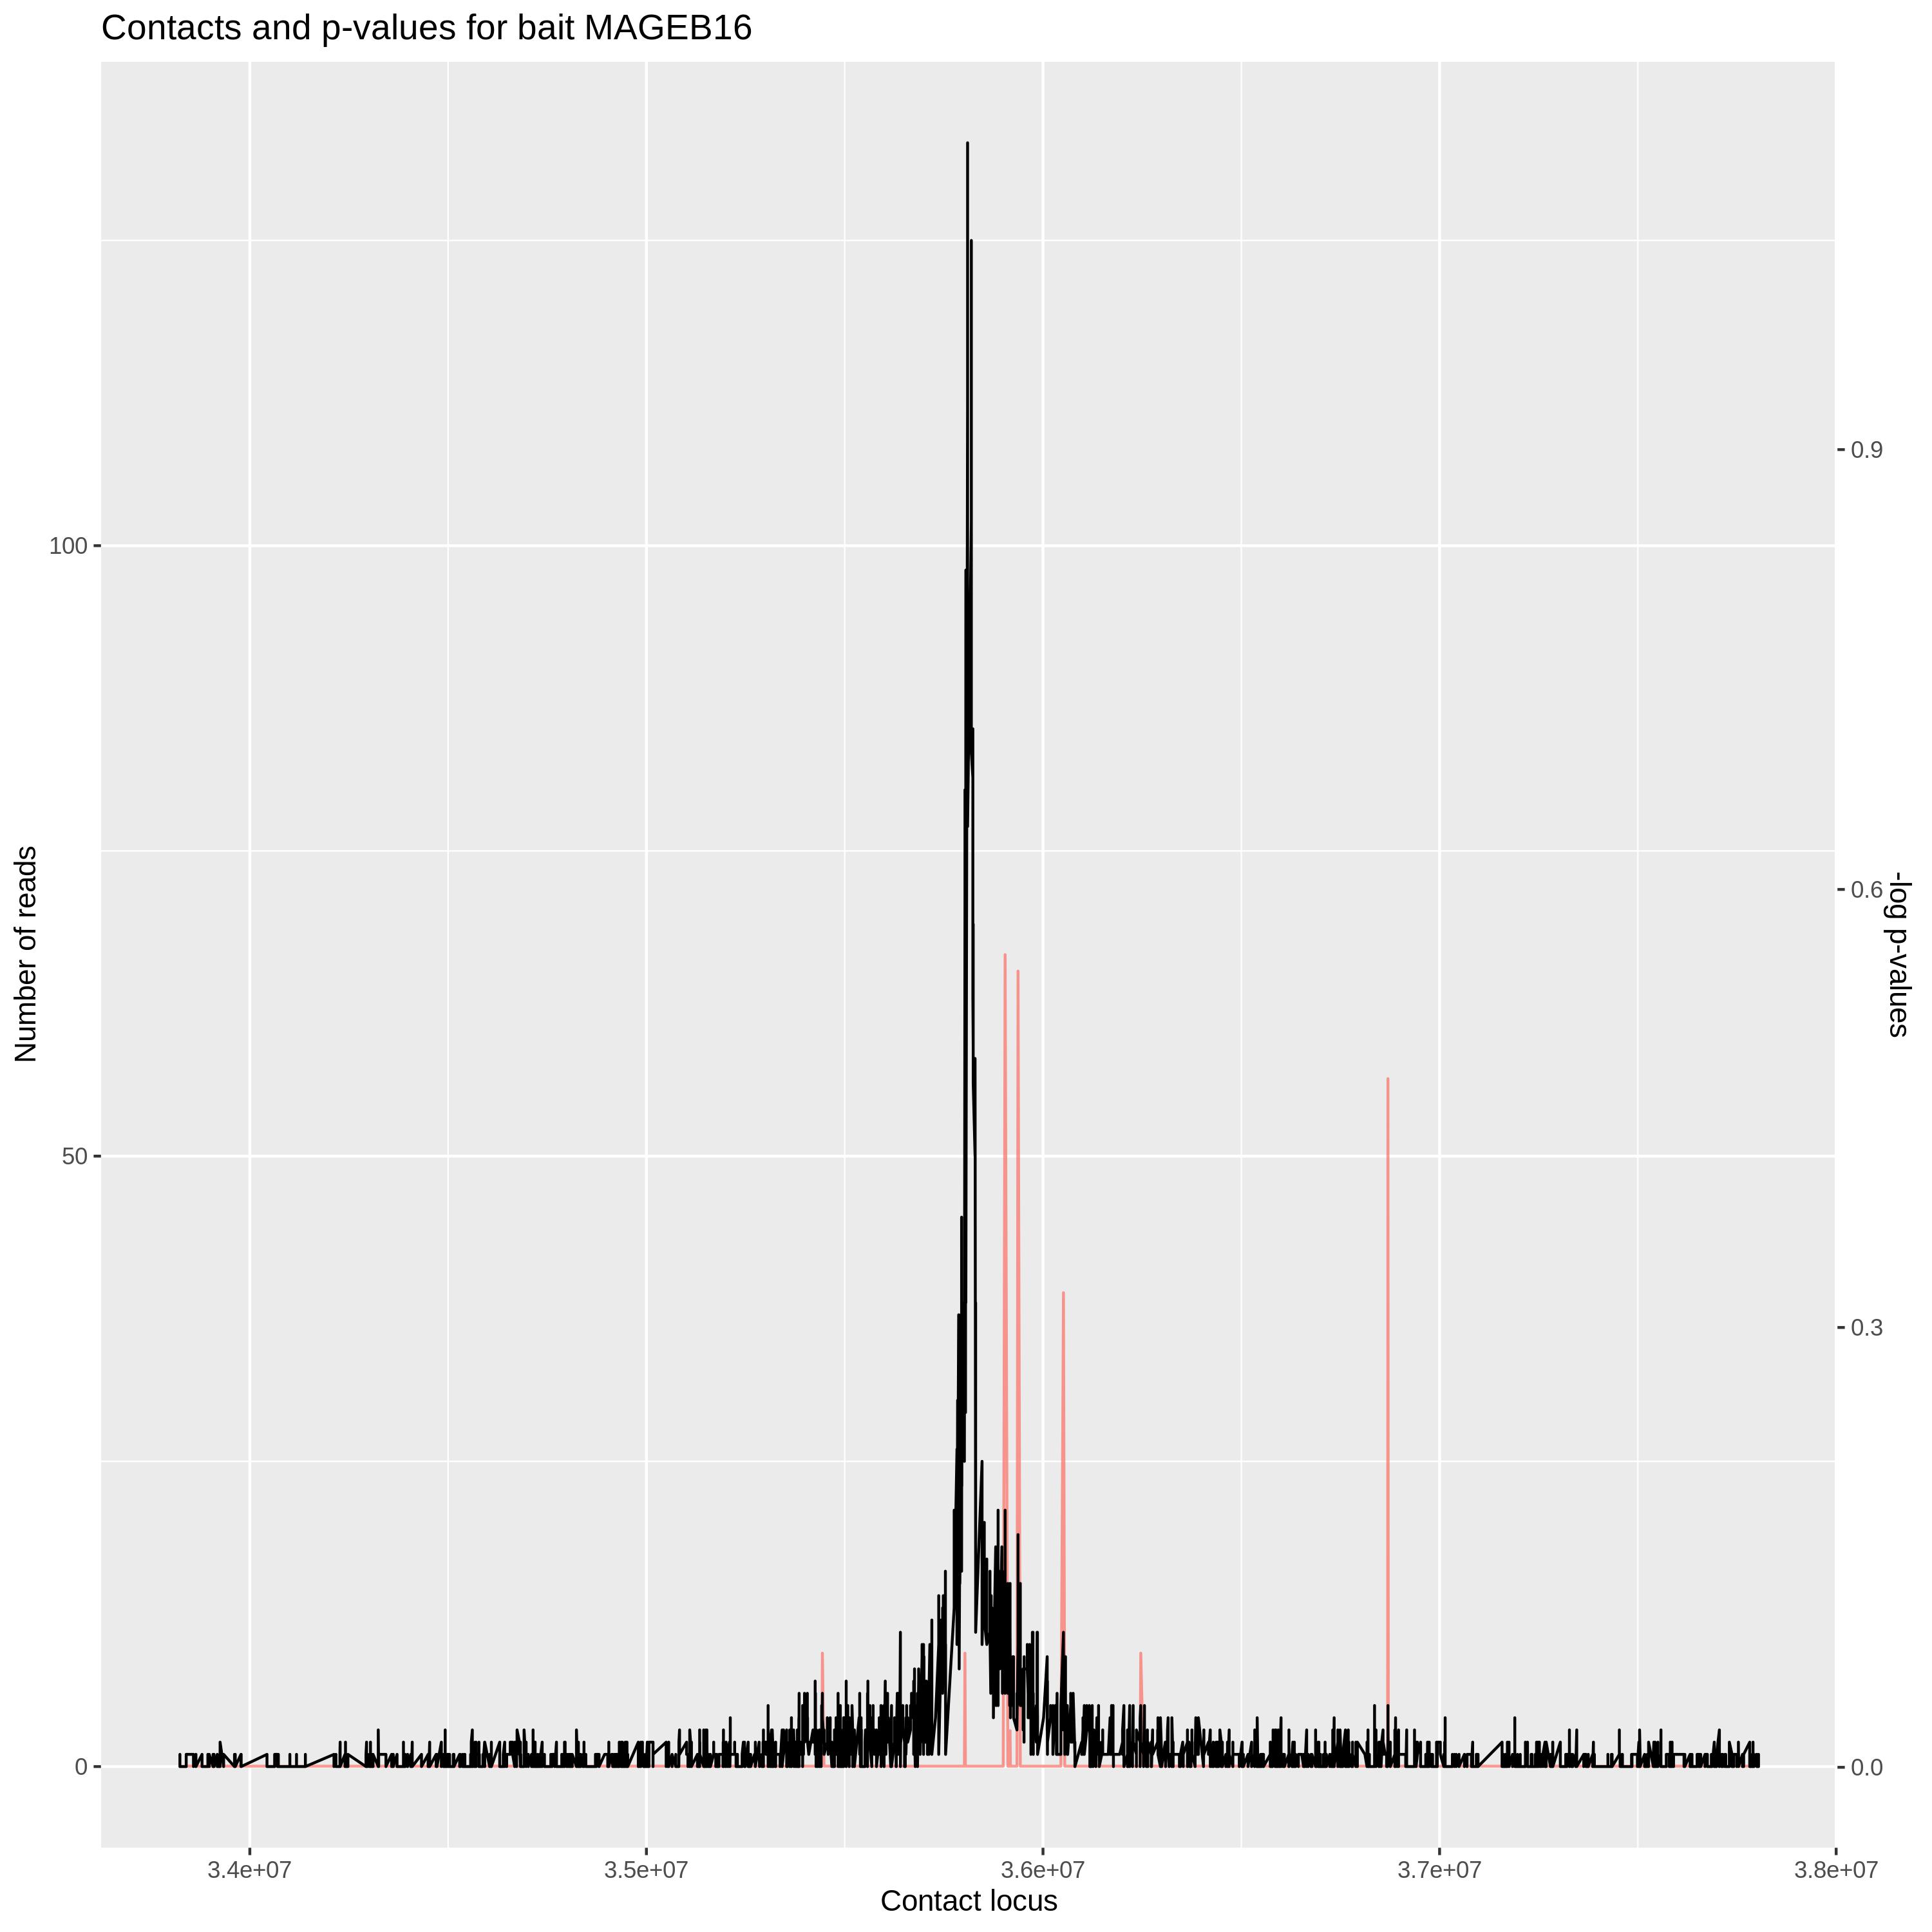 Contacts and p-values for bait MAGEB16
Number of reads
100
50
0
0.9
0.6
0.3
0.0
-log p-values
3.4e+07 3.5e+07 3.6e+07 3.7e+07 3.8e+07
Contact locus